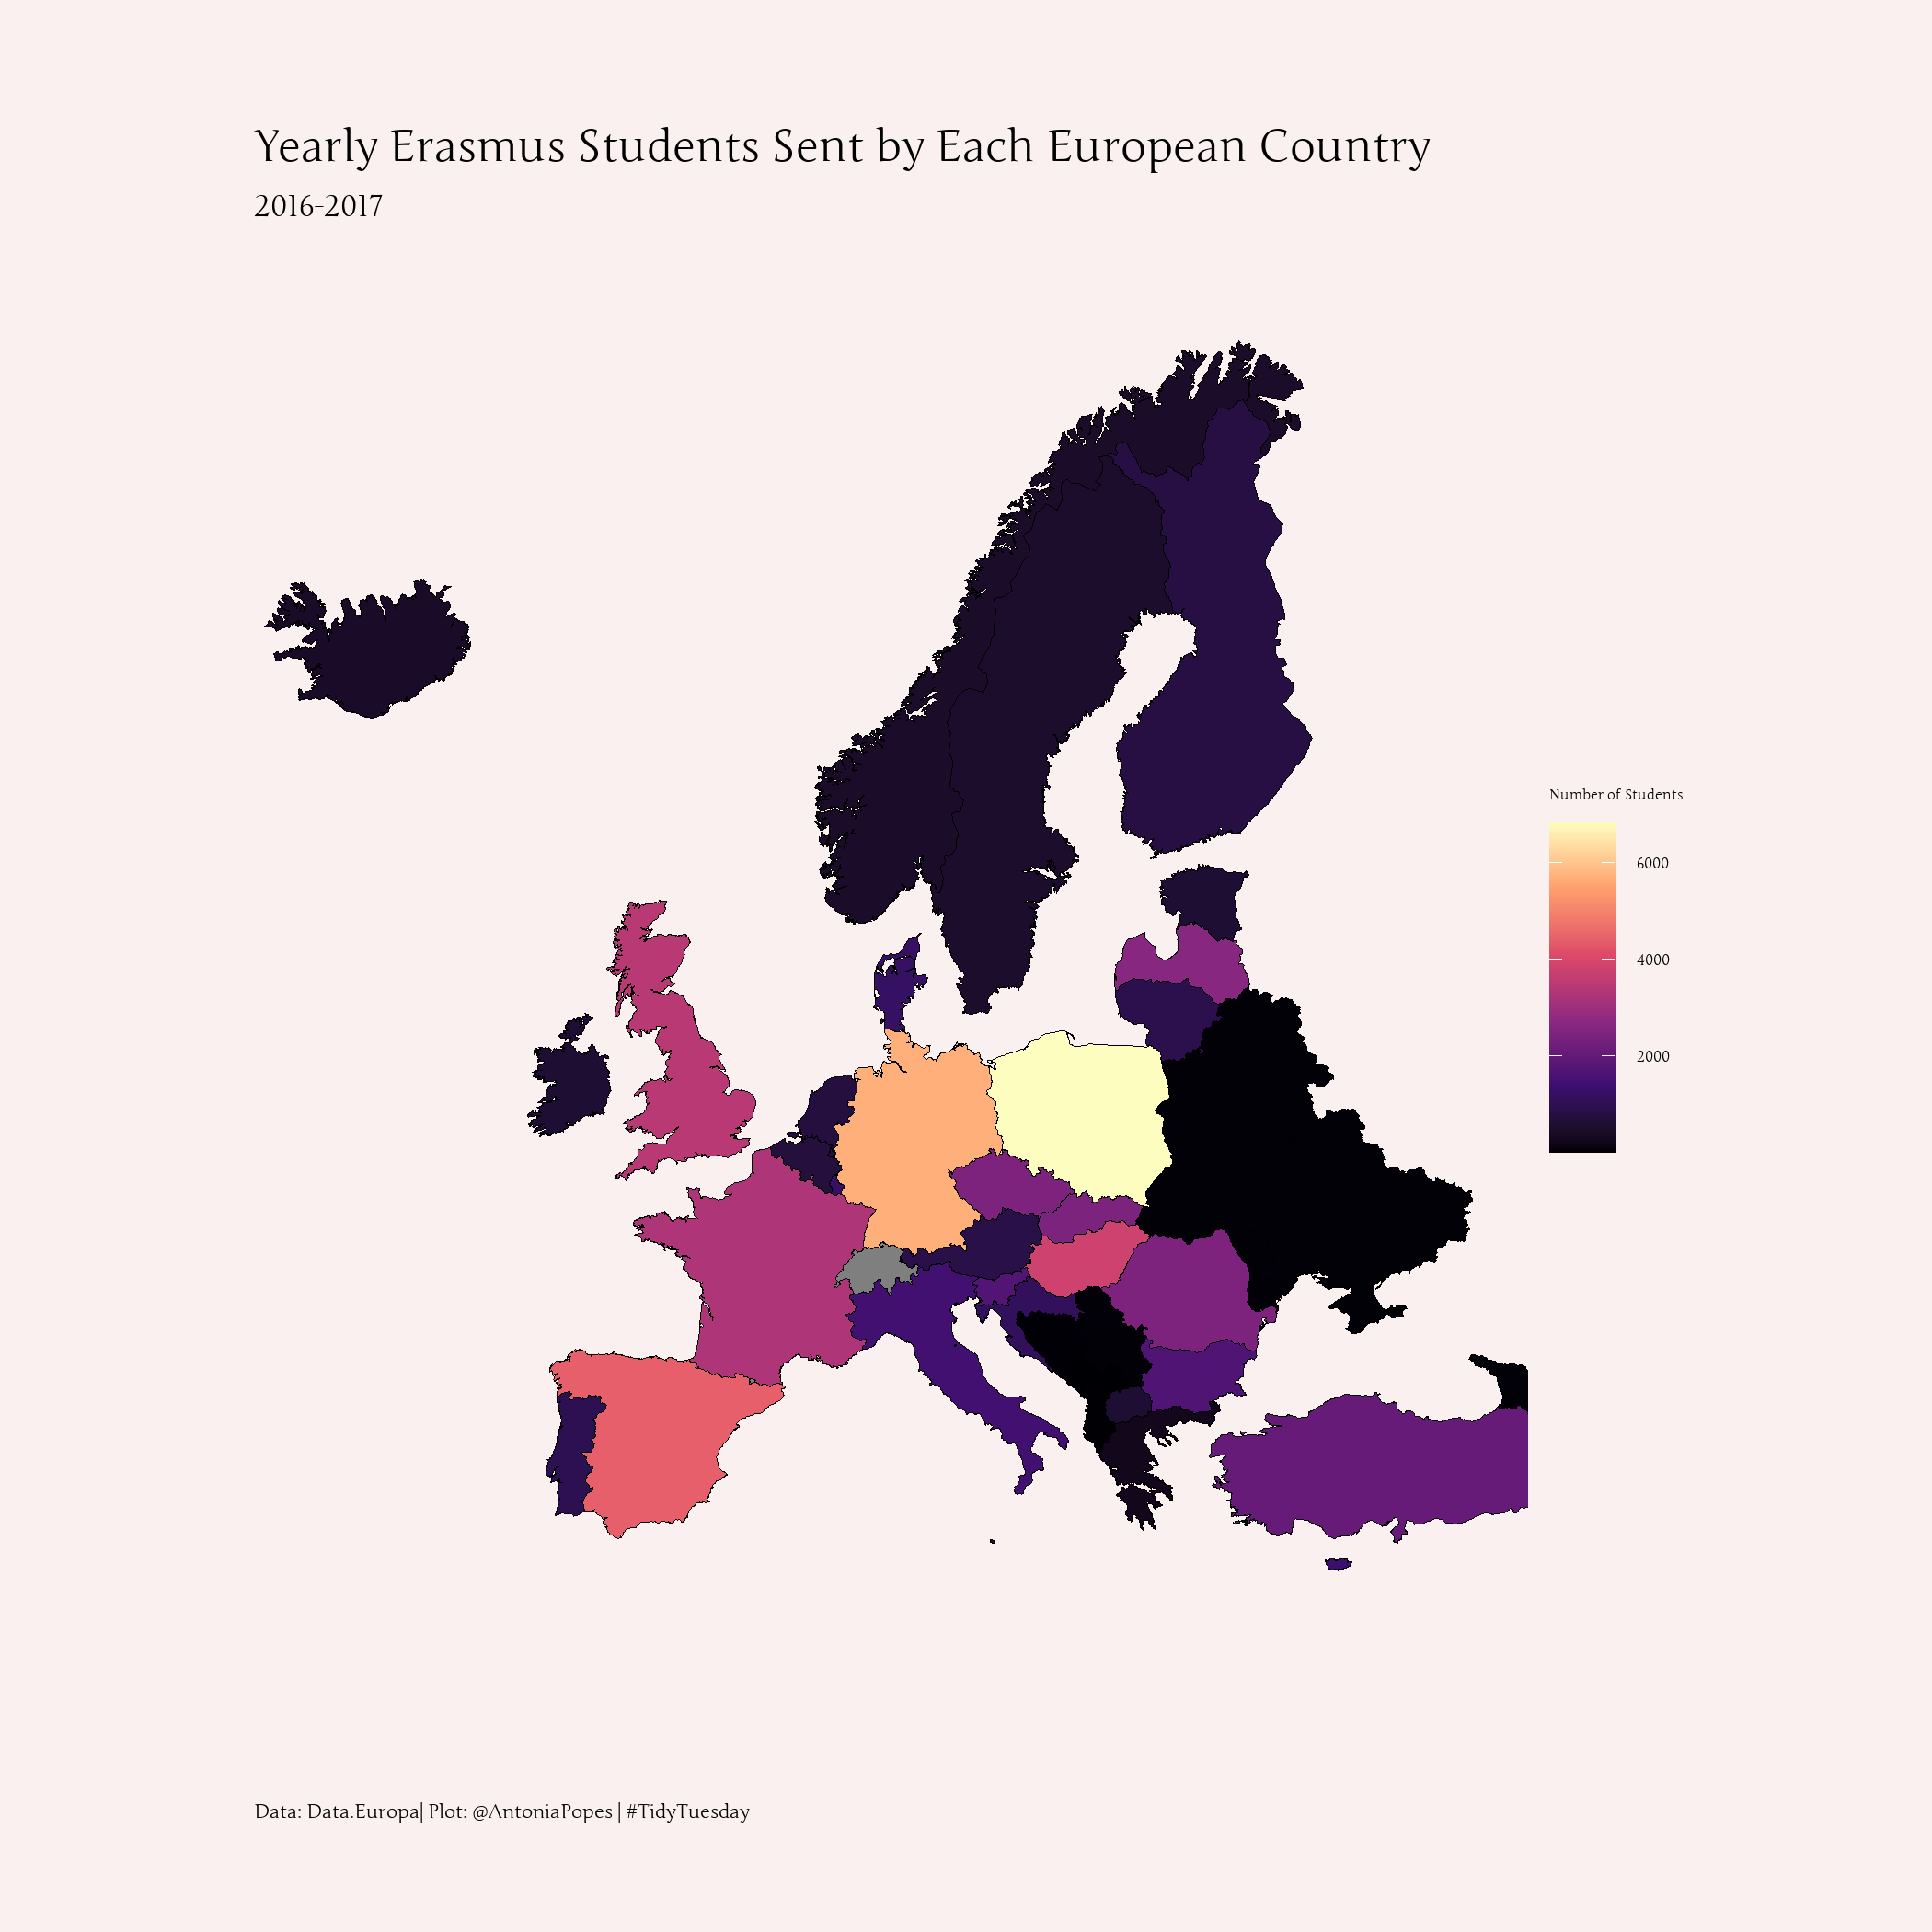 Yearly Erasmus Students Sent by Each European Country
2016-2017
Number of Students
6000
4000
2000
Data: Data.Europa| Plot: @AntoniaPopes | #TidyTuesday